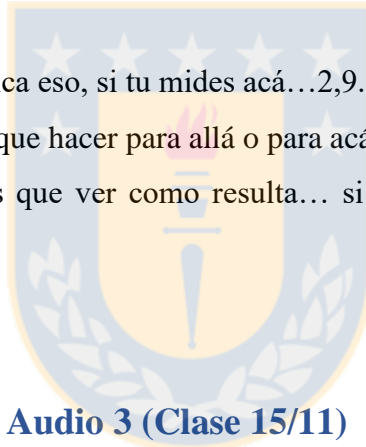 ca eso, si tu mides acá…2,9.
que hacer para allá o para acá
s que ver como resulta… si
Audio 3 (Clase 15/11)